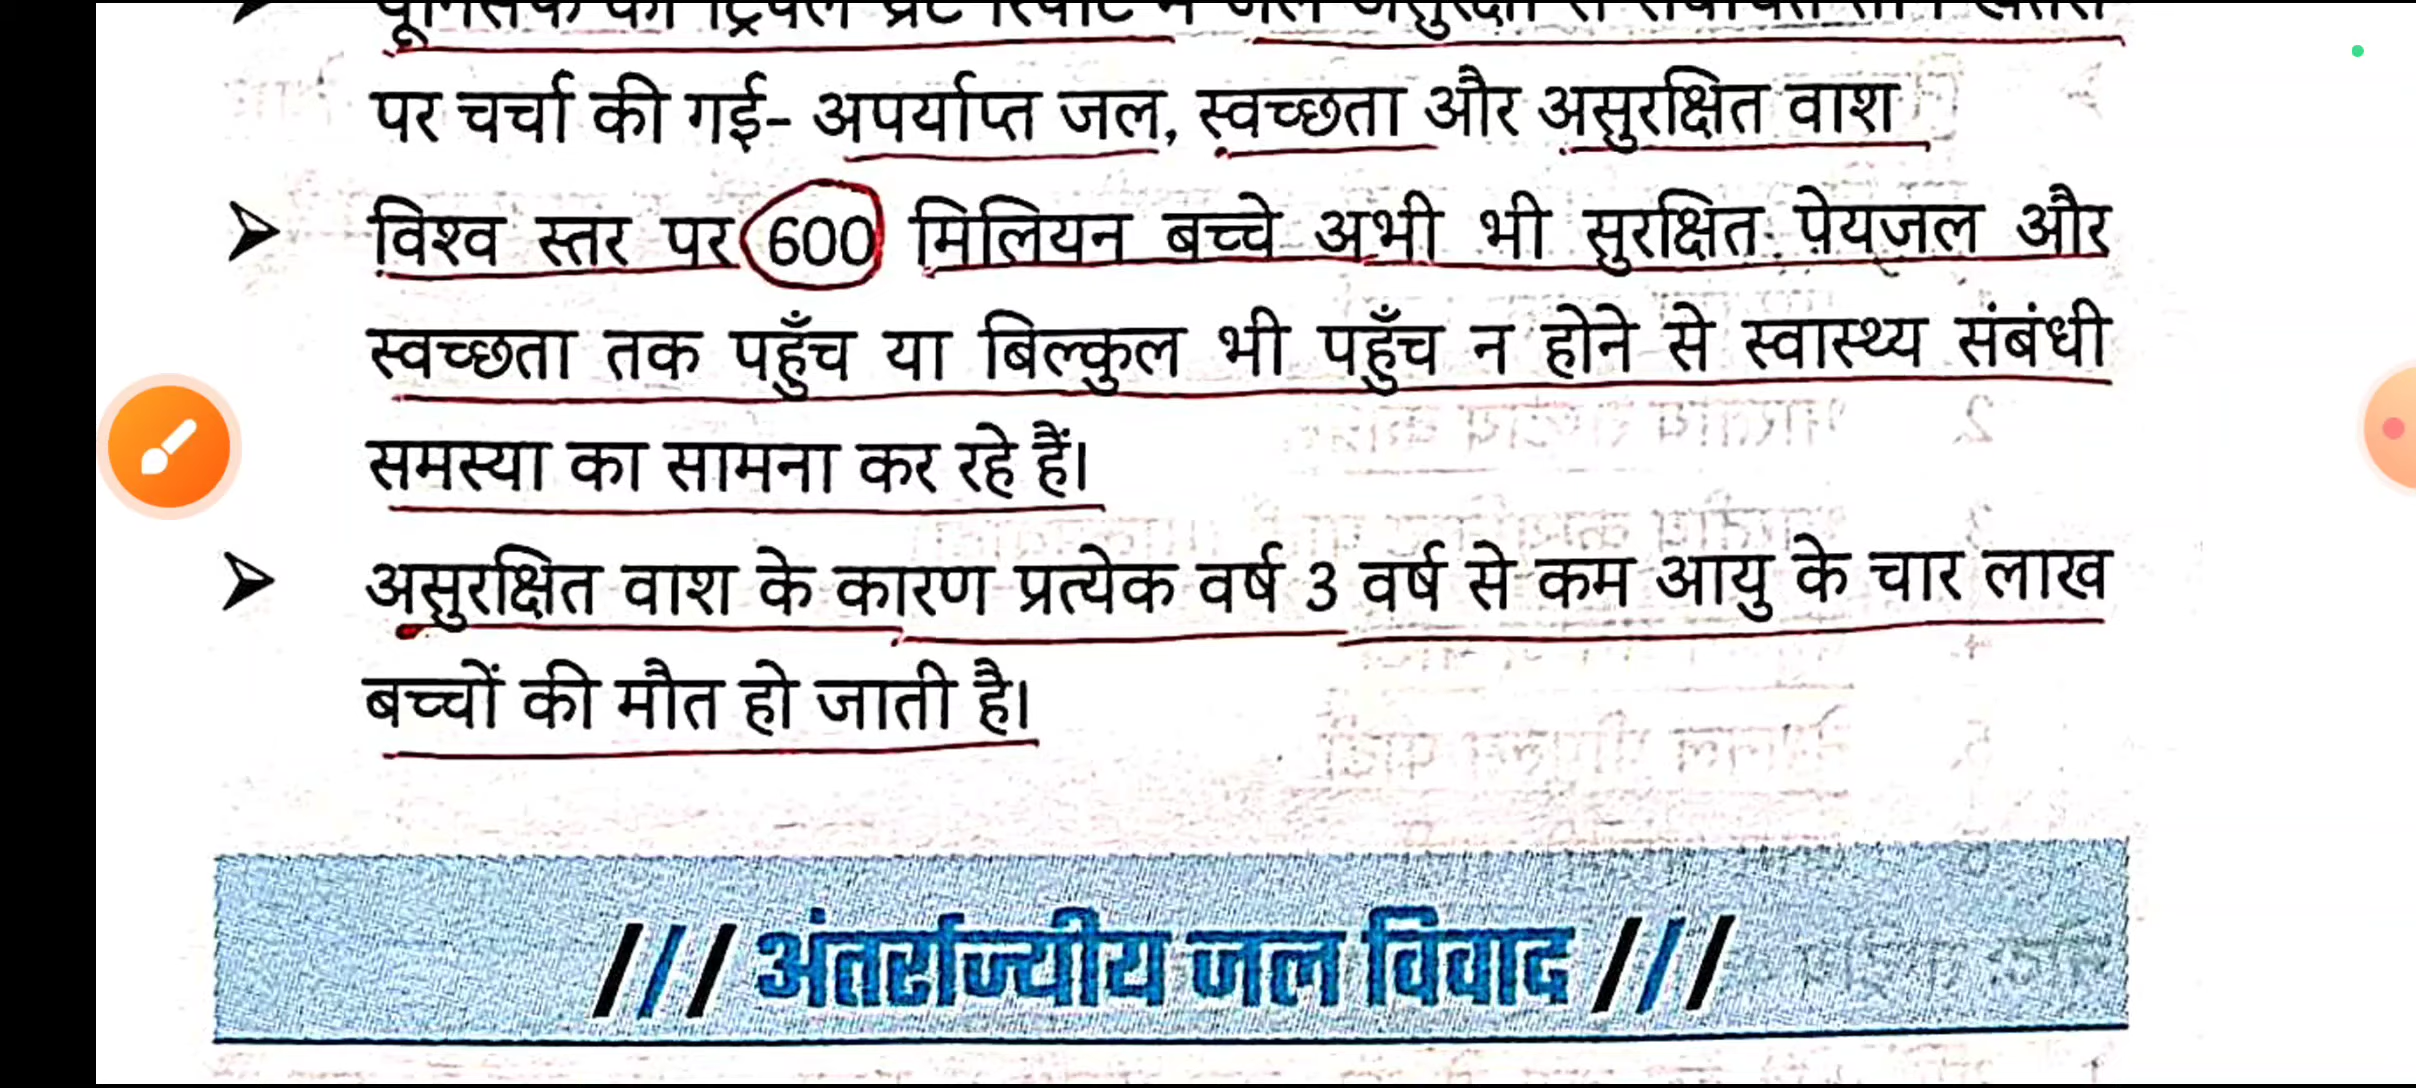 पर चर्चा की गई- अपर्याप्त जल, स्वच्छता और असुरक्षित वाश
➤ विश्व स्तर पर 600 मिलियन बच्चे अभी भी सुरक्षित पेयजल और
स्वच्छता तक पहुँच या बिल्कुल भी पहुँच न होने से स्वास्थ्य संबंधी
समस्या का सामना कर रहे हैं।
➤ असुरक्षित वाश के कारण प्रत्येक वर्ष 3 वर्ष से कम आयु के चार लाख
बच्चों की मौत हो जाती है।
/// अंतर्राज्यीय जल विवाद ///